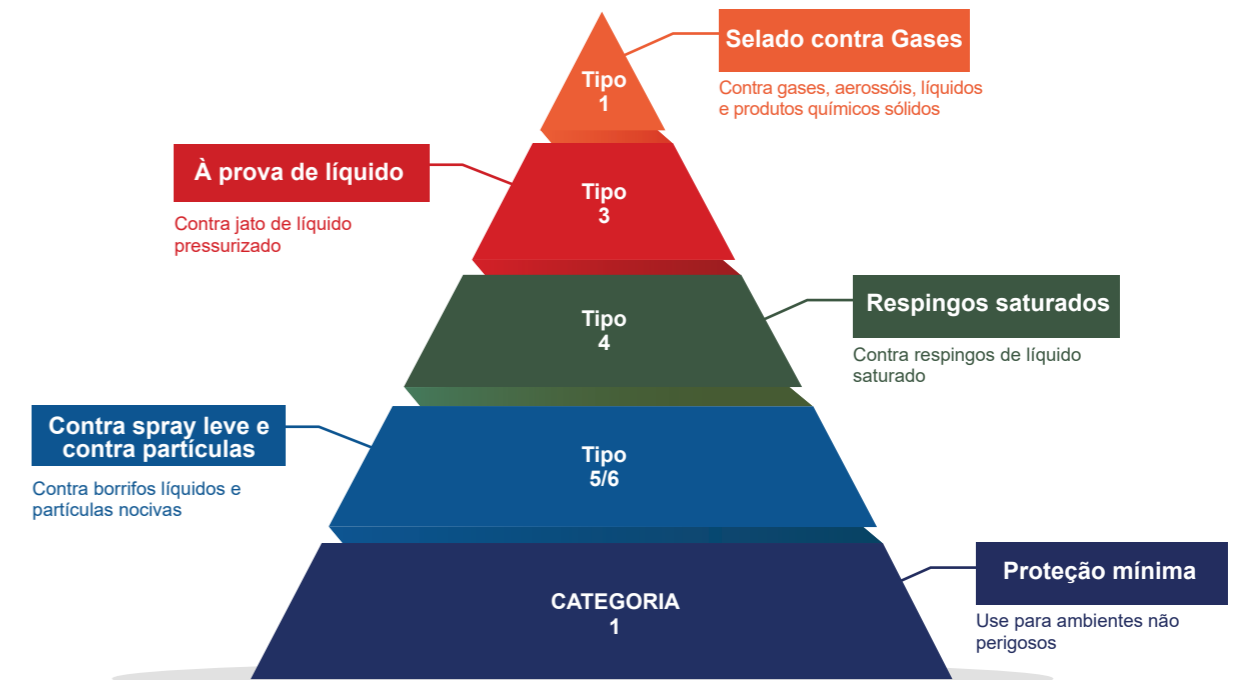 Selado contra Gases
Contra gases, aerossóis, líquidos
e produtos químicos sólidos
Tipo
1
À prova de líquido
Contra jato de líquido
pressurizado
Tipo
3
Respingos saturados
Contra respingos de líquido
saturado
Tipo
4
Contra spray leve e
contra partículas
Contra borrifos líquidos e
partículas nocivas
Tipo
5/6
Proteção mínima
Use para ambientes não
perigosos
CATEGORIA
1